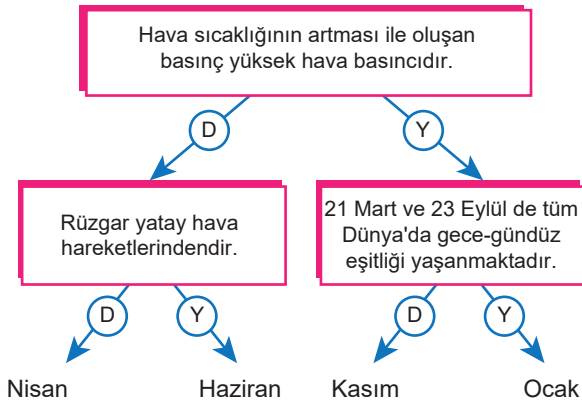 Hava sıcaklığının artması ile oluşan
basınç yüksek hava basıncıdır.
D
Y
Rüzgar yatay hava
hareketlerindendir.
21 Mart ve 23 Eylül de tüm
Dünya'da gece-gündüz
eşitliği yaşanmaktadır.
D
Y
D
Y
Nisan
Haziran
Kasım
Ocak